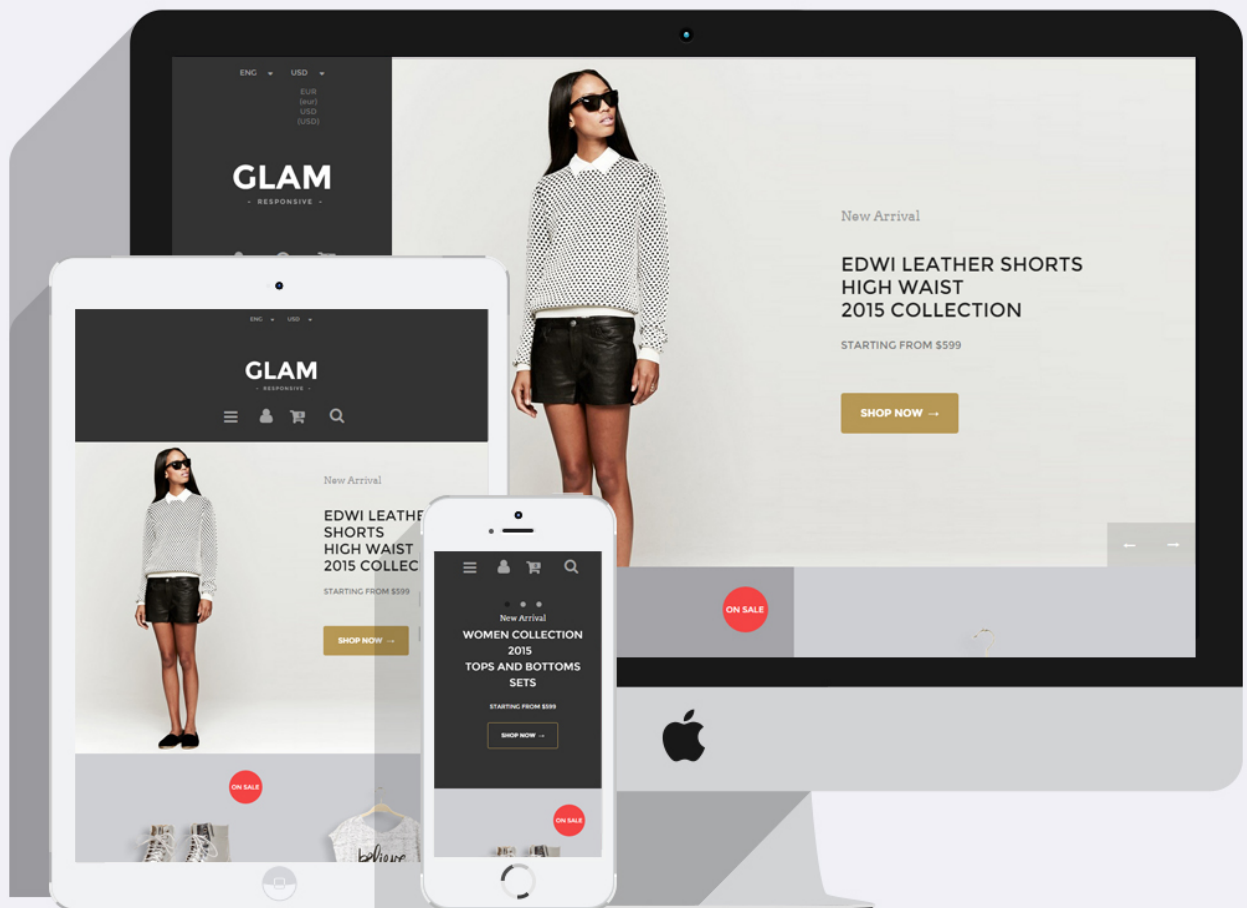 ENG USD
EUR
(eur)
USD
(USD)
GLAM
- RESPONSIVE -
New Arrival
EDWI LEATHER SHORTS
HIGH WAIST
2015 COLLECTION
STARTING FROM $599
SHOP NOW →
ON SALE
ENG USD
GLAM
- RESPONSIVE -
New Arrival
EDWI LEATHE
SHORTS
HIGH WAIST
2015 COLLEC
STARTING FROM $599
SHOP NOW →
ON SALE
believe
New Arrival
WOMEN COLLECTION
2015
TOPS AND BOTTOMS
SETS
STARTING FROM $599
SHOP NOW →
ON SALE